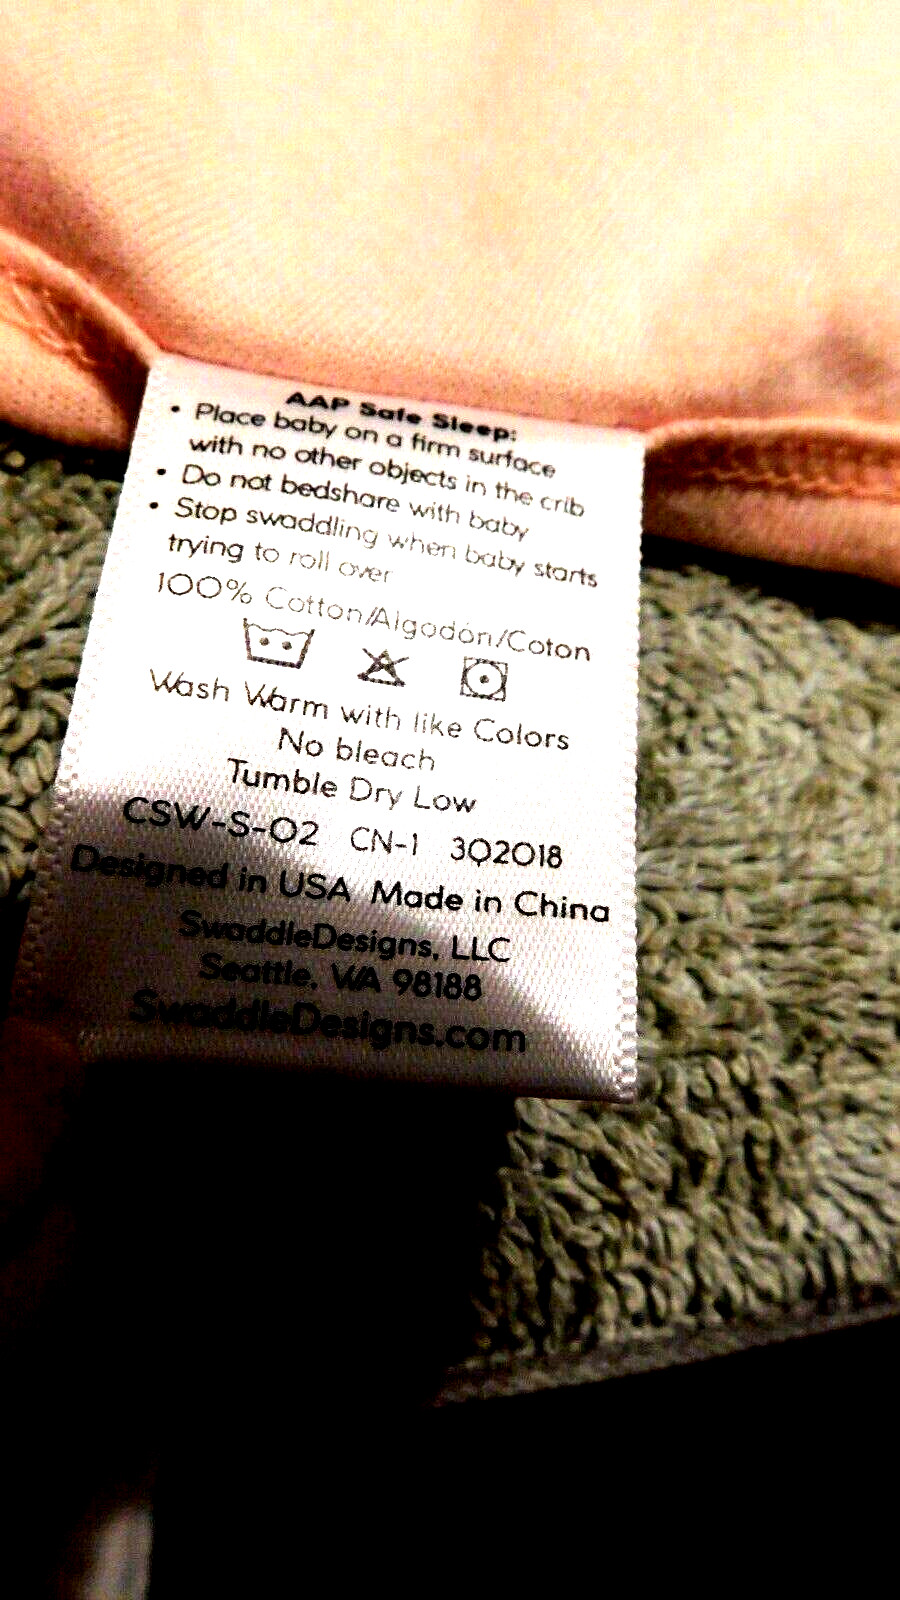 AAP Safe Sleep:
• Place baby on a firm surface
with no other objects in the crib
• Do not bedshare with baby
• Stop swaddling when baby starts
trying to roll over
100% Cotton/Algodón/Coton
Wash Warm with like Colors
No bleach
Tumble Dry Low
CSW-S-02 CN-1 3Q2018
Designed in USA Made in China
SwaddleDesigns, LLC
Seattle, WA 98188
SwaddleDesigns.com